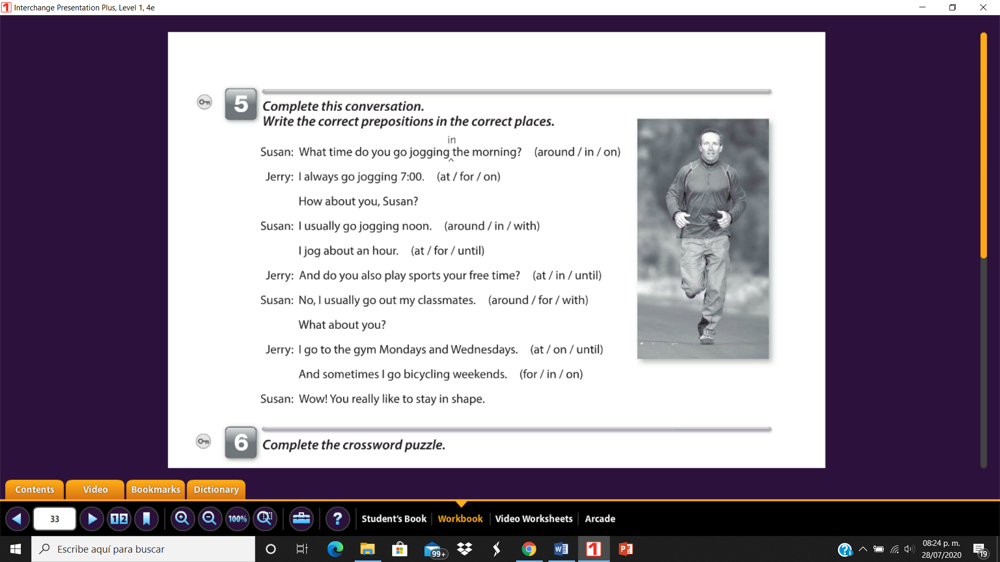 Interchange Presentation Plus, Level 1, 4e
5
Complete this conversation.
Write the correct prepositions in the correct places.
in
Susan: What time do you go jogging ^ the morning? (around / in / on)
Jerry: I always go jogging 7:00. (at / for / on)
How about you, Susan?
Susan: I usually go jogging noon. (around / in / with)
I jog about an hour. (at / for / until)
Jerry: And do you also play sports your free time? (at / in / until)
Susan: No, I usually go out my classmates. (around / for / with)
What about you?
Jerry: I go to the gym Mondays and Wednesdays. (at / on / until)
And sometimes I go bicycling weekends. (for / in / on)
Susan: Wow! You really like to stay in shape.
6
Complete the crossword puzzle.
Contents Video Bookmarks Dictionary
33 1 2 100% ? Student's Book Workbook Video Worksheets Arcade
Escribe aquí para buscar
99+
08:24 p. m.
28/07/2020
19